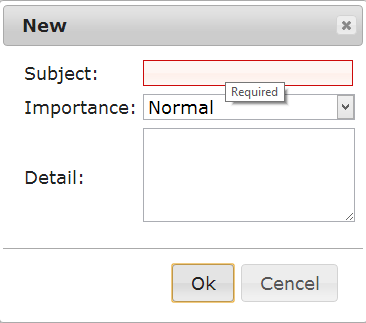 New
Subject:
Required
Importance: Normal
Detail:
Ok Cencel